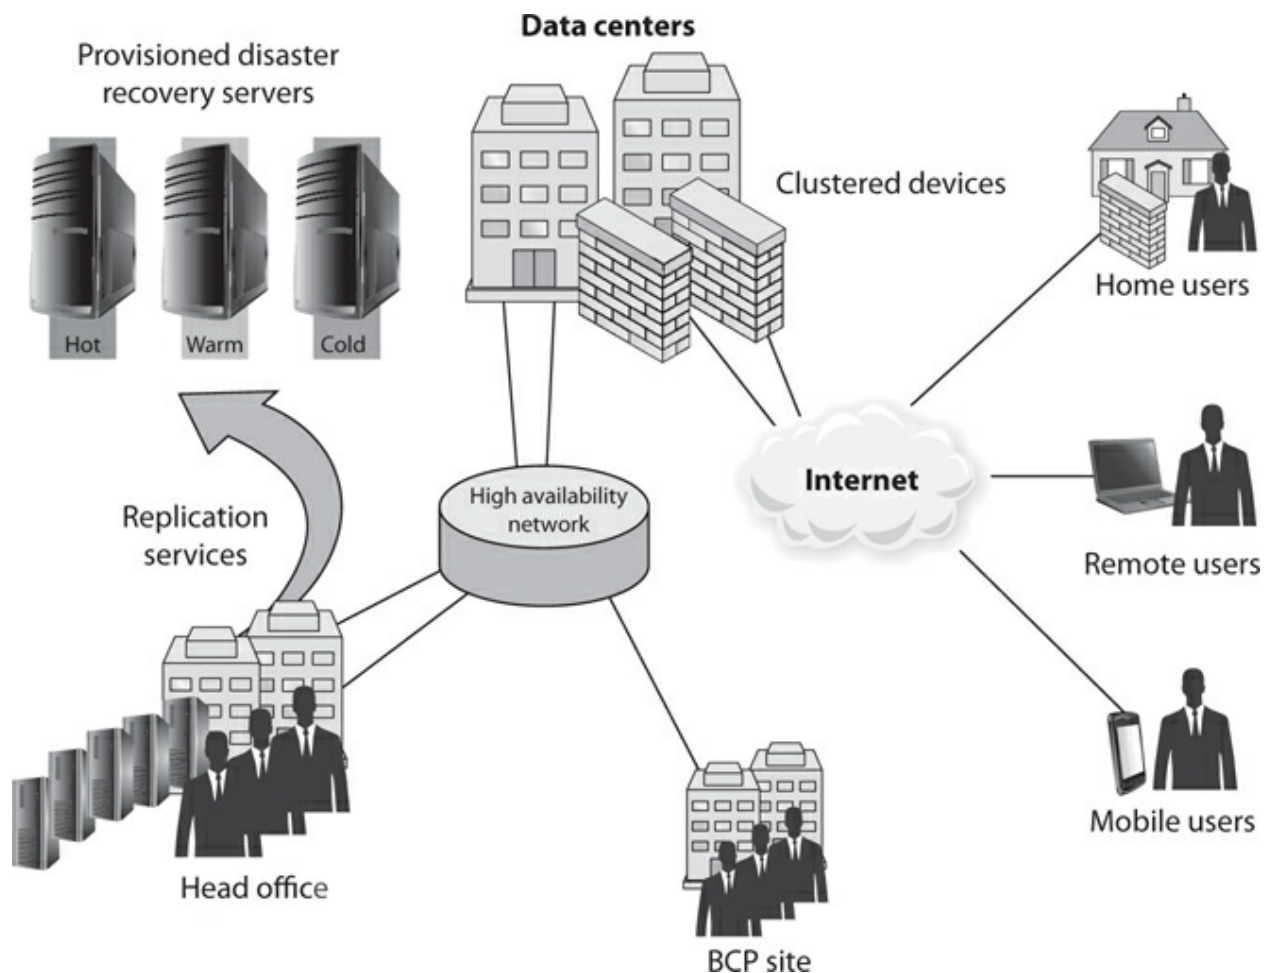 Data centers
Provisioned disaster
recovery servers
Hot
Warm
Cold
Clustered devices
Home users
High availability
network
Internet
Replication
services
Remote users
Mobile users
Head office
BCP site